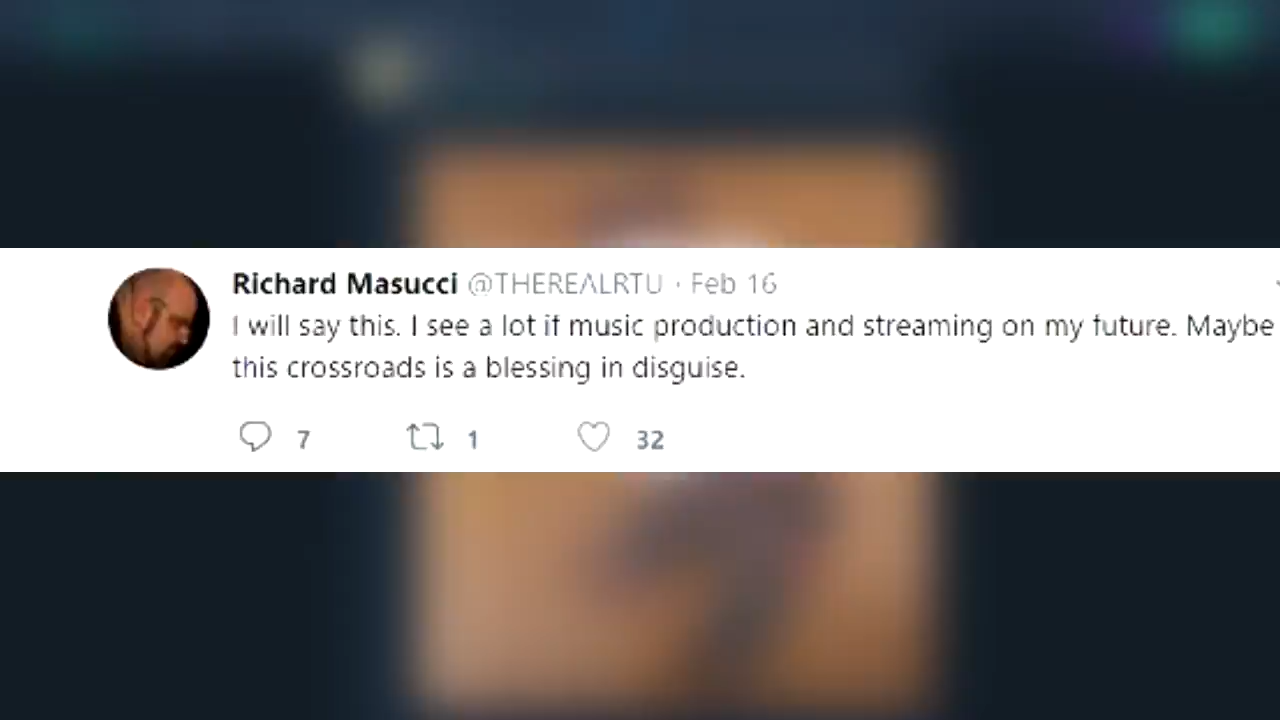 Richard Masucci @THEREALRTU · Feb 16
I will say this. I see a lot if music production and streaming on my future. Maybe
this crossroads is a blessing in disguise.
7 1 32